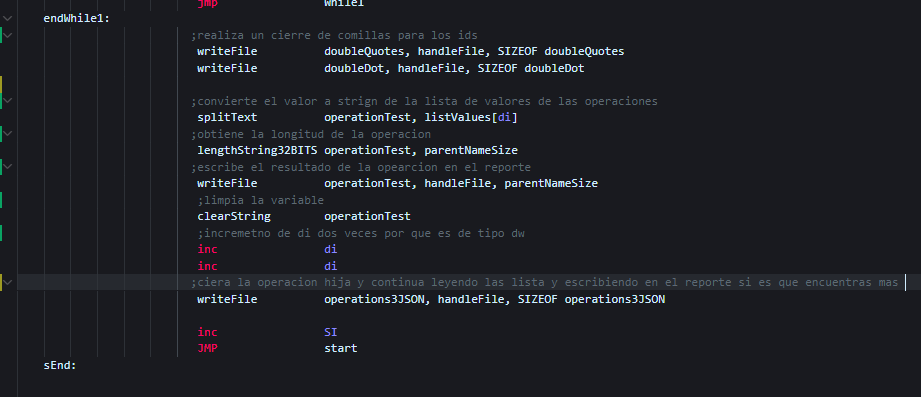 jmp while1
endWhile1:
;realiza un cierre de comillas para los ids
writeFile doubleQuotes, handleFile, SIZEOF doubleQuotes
writeFile doubleDot, handleFile, SIZEOF doubleDot
;convierte el valor a strign de la lista de valores de las operaciones
splitText operationTest, listValues[di]
;obtiene la longitud de la operacion
lengthString32BITS operationTest, parentNameSize
;escribe el resultado de la opearcion en el reporte
writeFile operationTest, handleFile, parentNameSize
;limpia la variable
clearString operationTest
;incremetno de di dos veces por que es de tipo dw
inc di
inc di
;ciera la operacion hija y continua leyendo las lista y escribiendo en el reporte si es que encuentras mas
writeFile operations3JSON, handleFile, SIZEOF operations3JSON
inc SI
JMP start
sEnd: